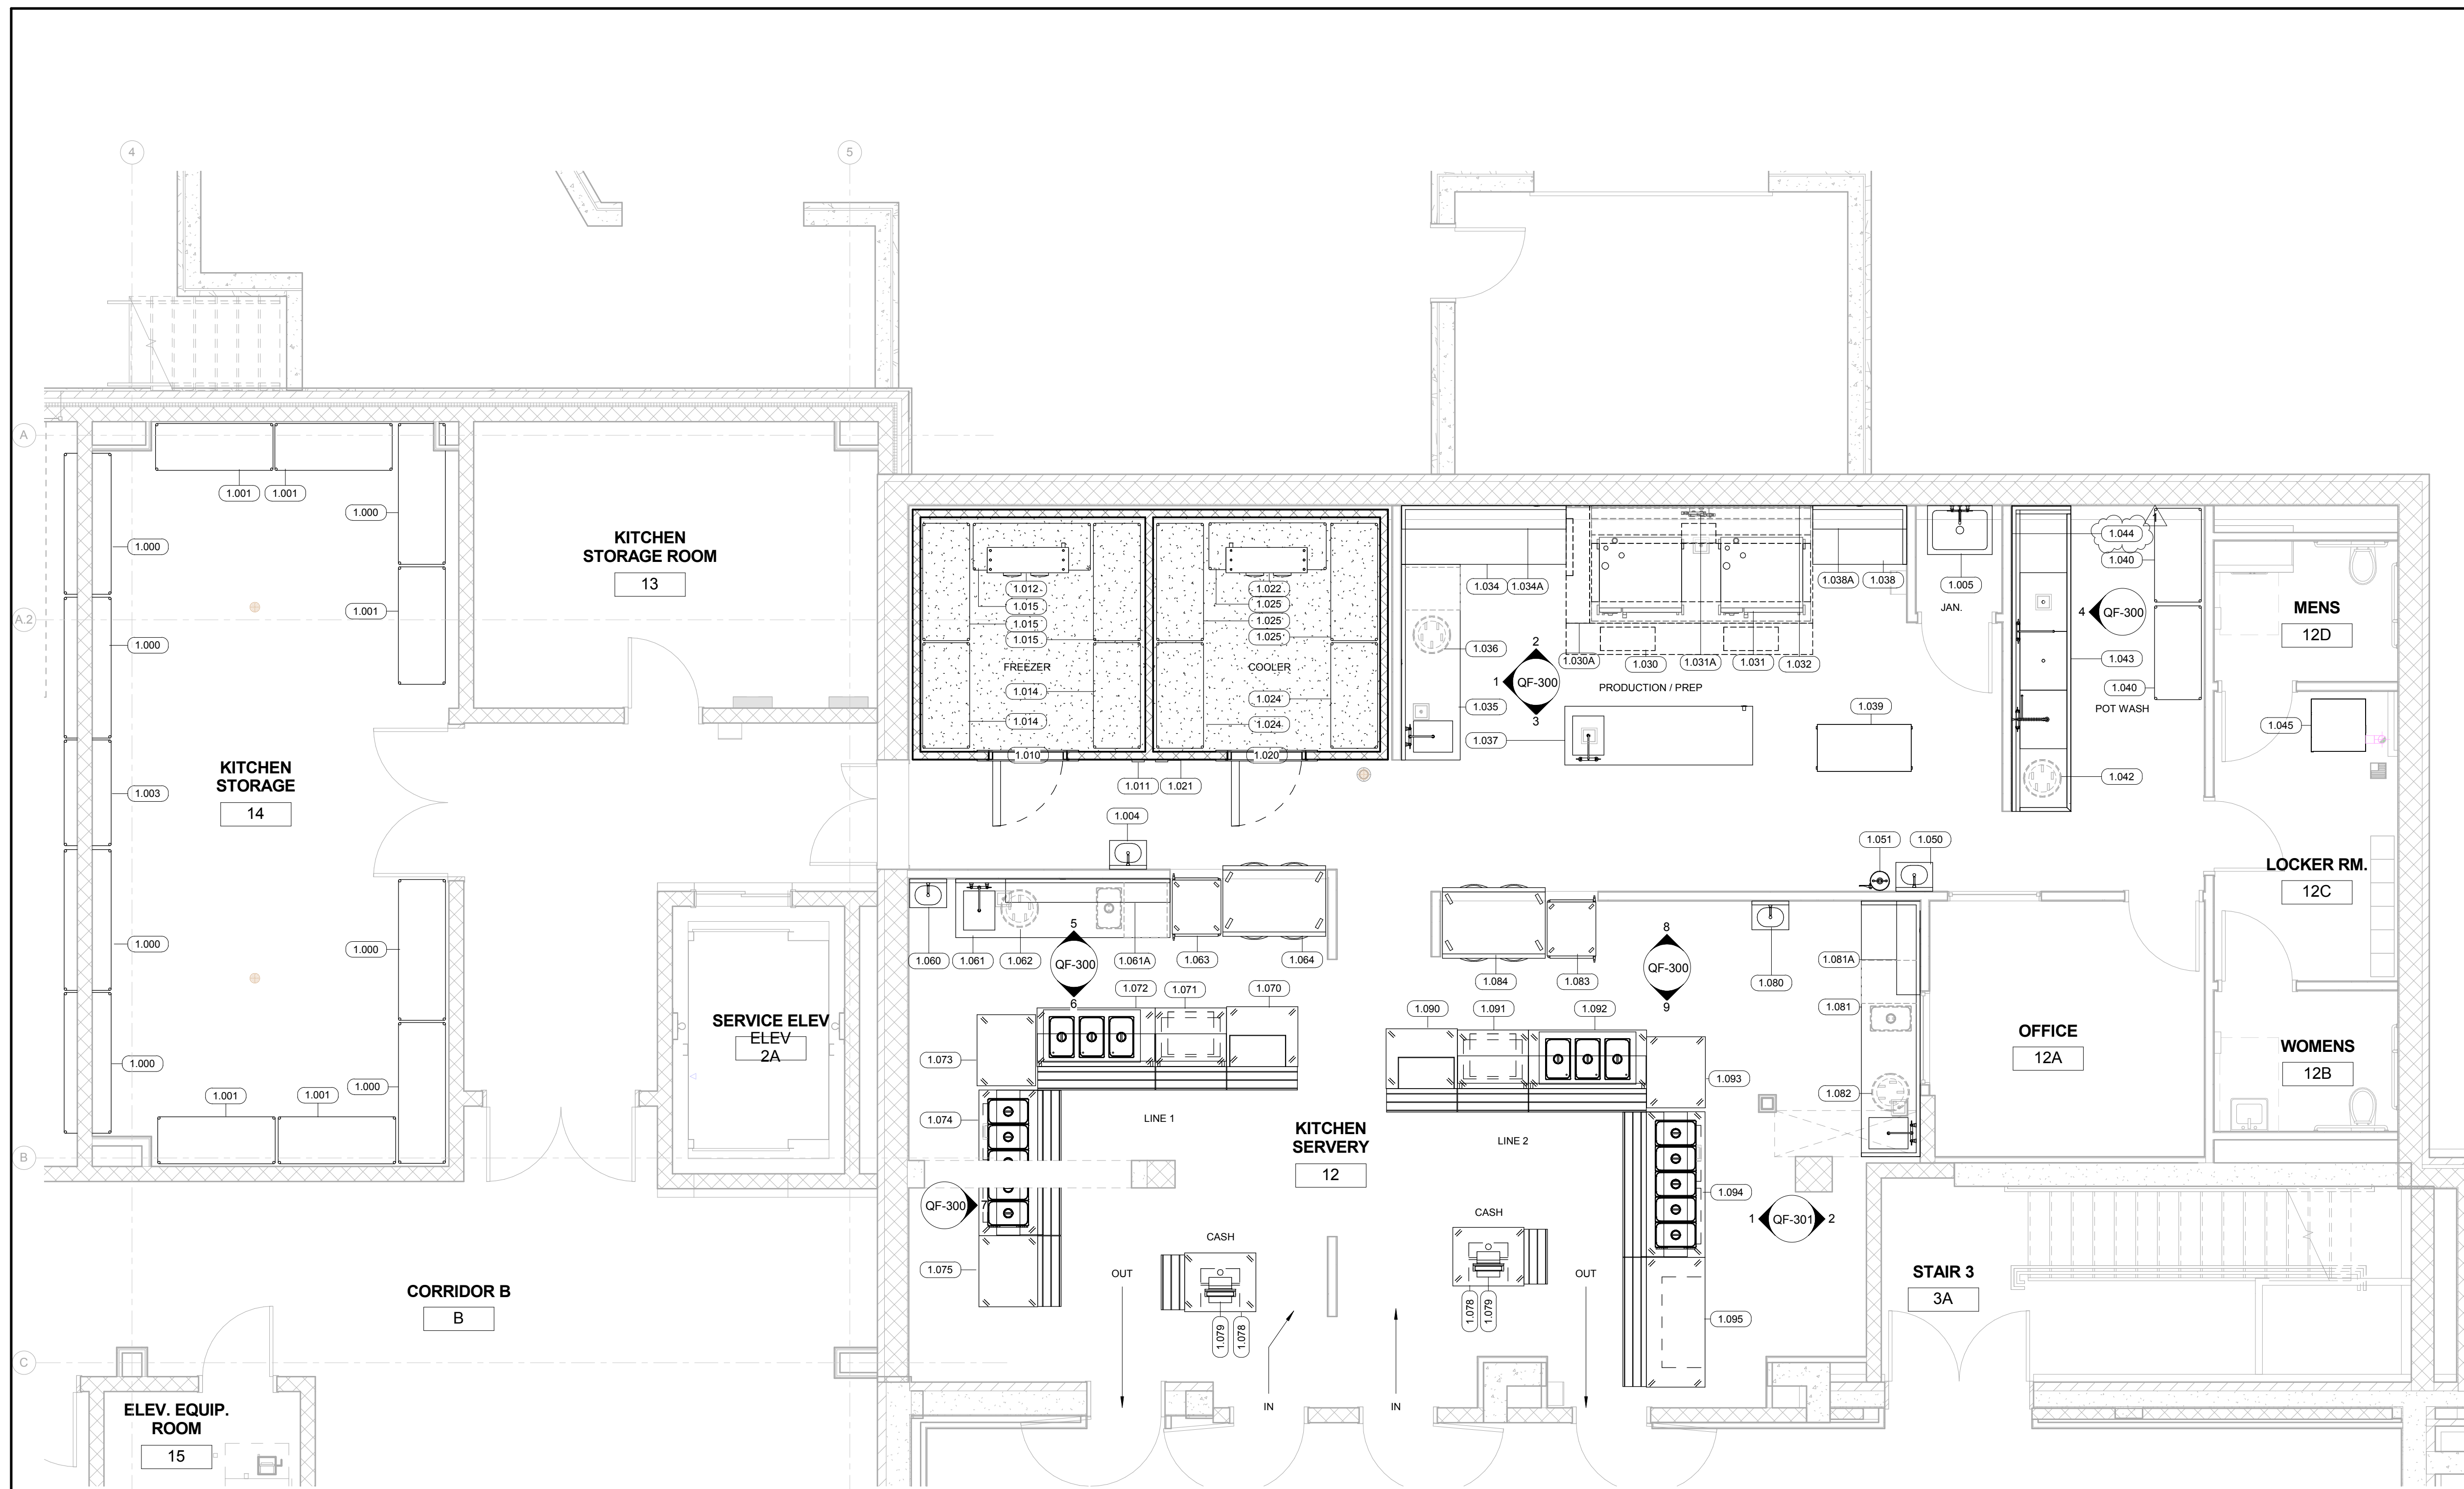 4
5
A
A.2
B
C
1.001
1.001
1.000
1.000
1.001
1.000
1.003
1.000
1.000
1.000
1.000
1.001
1.001
KITCHEN
STORAGE
14
KITCHEN
STORAGE ROOM
13
SERVICE ELEV
ELEV
2A
CORRIDOR B
B
ELEV. EQUIP.
ROOM
15
1.012
1.015
1.015
1.015
FREEZER
1.014
1.014
1.010
1.022
1.025
1.025
1.025
COOLER
1.024
1.024
1.020
1.011
1.021
1.004
1.034
1.034A
1.038A
1.038
1.036
1.030A
1.030
1.031A
1.031
1.032
2
1
QF-300
3
PRODUCTION / PREP
1.035
1.037
1.039
1.005
JAN.
1
1.044
1.040
4
QF-300
1.043
1.040
POT WASH
1.042
1.045
MENS
12D
1.051
1.050
LOCKER RM.
12C
1.060
1.061
1.062
1.061A
1.063
1.064
5
QF-300
6
1.072
1.071
1.070
1.073
1.074
LINE 1
QF-300
7
1.075
1.084
1.083
8
QF-300
9
1.080
1.081A
1.081
1.082
1.090
1.091
1.092
1.093
LINE 2
1.094
1.095
KITCHEN
SERVERY
12
OFFICE
12A
WOMENS
12B
1
QF-301
2
CASH
1.079
1.078
CASH
1.078
1.079
OUT
IN
IN
OUT
STAIR 3
3A